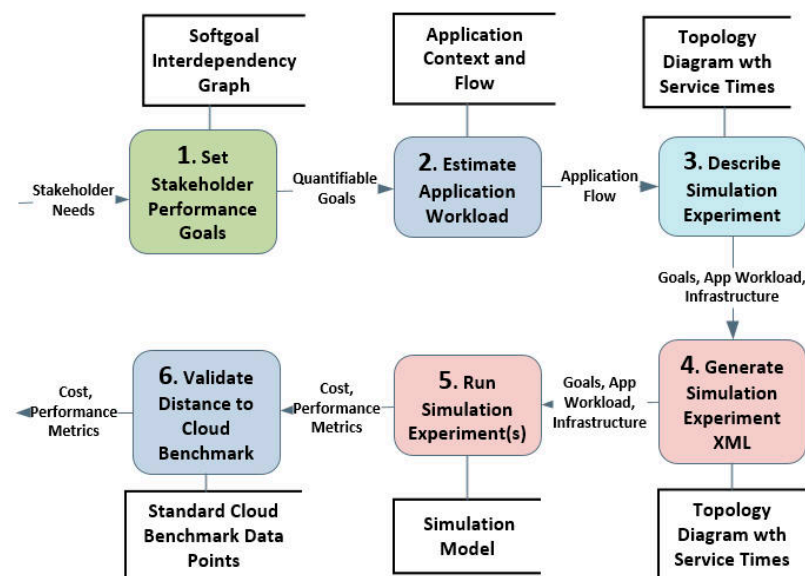 Softgoal
Interdependency
Graph
Application
Context and
Flow
Topology
Diagram wth
Service Times
Stakeholder
Needs
1. Set
Stakeholder
Performance
Goals
Quantifiable
Goals
2. Estimate
Application
Workload
Application
Flow
3. Describe
Simulation
Experiment
Goals, App Workload,
Infrastructure
Cost,
Performance
Metrics
6. Validate
Distance to
Cloud
Benchmark
Cost,
Performance
Metrics
5. Run
Simulation
Experiment(s)
Goals, App
Workload,
Infrastructure
4. Generate
Simulation
Experiment
XML
Standard Cloud
Benchmark Data
Points
Simulation
Model
Topology
Diagram wth
Service Times